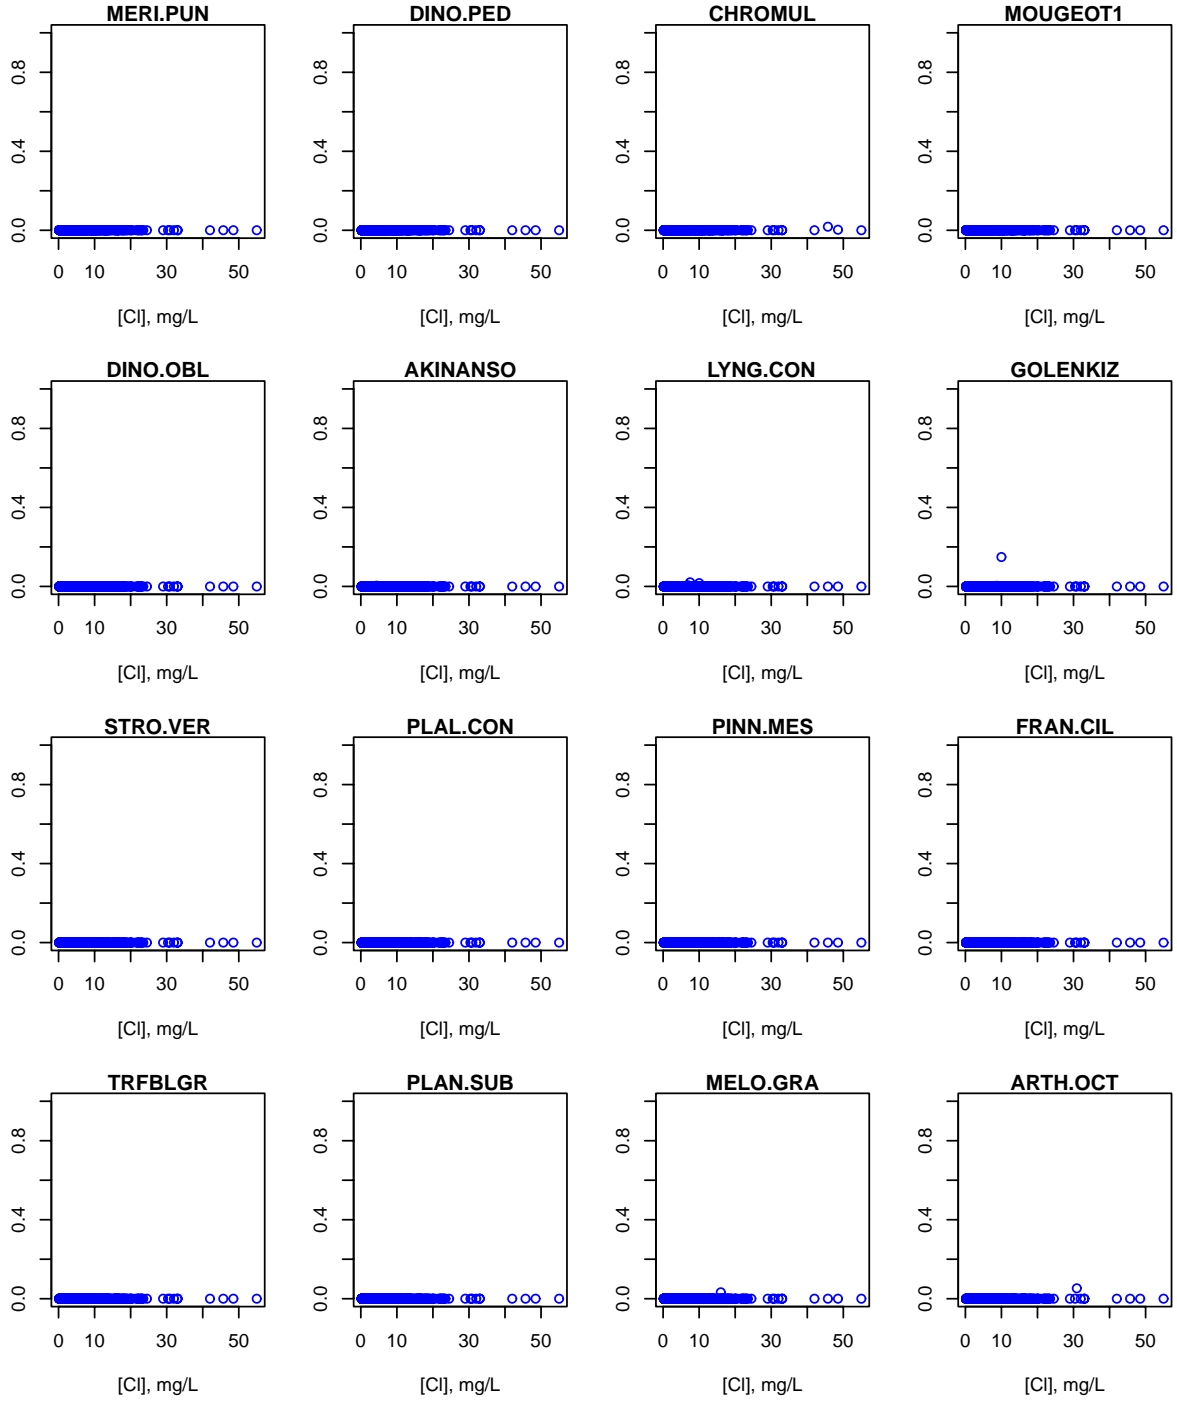 MERI.PUN DINO.PED CHROMUL MOUGEOT1
0.0 0.4 0.8 0.0 0.4 0.8 0.0 0.4 0.8 0.0 0.4 0.8
0 10 30 50 0 10 30 50 0 10 30 50 0 10 30 50
[Cl], mg/L [Cl], mg/L [Cl], mg/L [Cl], mg/L
DINO.OBL AKINANSO LYNG.CON GOLENKIZ
0.0 0.4 0.8 0.0 0.4 0.8 0.0 0.4 0.8 0.0 0.4 0.8
0 10 30 50 0 10 30 50 0 10 30 50 0 10 30 50
[Cl], mg/L [Cl], mg/L [Cl], mg/L [Cl], mg/L
STRO.VER PLAL.CON PINN.MES FRAN.CIL
0.0 0.4 0.8 0.0 0.4 0.8 0.0 0.4 0.8 0.0 0.4 0.8
0 10 30 50 0 10 30 50 0 10 30 50 0 10 30 50
[Cl], mg/L [Cl], mg/L [Cl], mg/L [Cl], mg/L
TRFBLGR PLAN.SUB MELO.GRA ARTH.OCT
0.0 0.4 0.8 0.0 0.4 0.8 0.0 0.4 0.8 0.0 0.4 0.8
0 10 30 50 0 10 30 50 0 10 30 50 0 10 30 50
[Cl], mg/L [Cl], mg/L [Cl], mg/L [Cl], mg/L